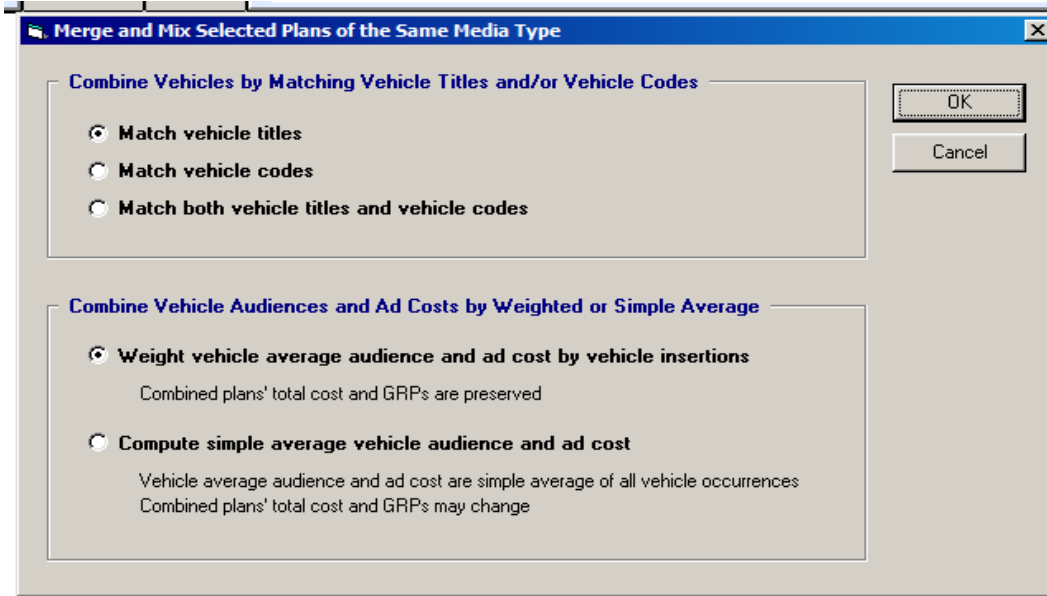 Merge and Mix Selected Plans of the Same Media Type
Combine Vehicles by Matching Vehicle Titles and/or Vehicle Codes
OK
Match vehicle titles
Cancel
Match vehicle codes
Match both vehicle titles and vehicle codes
Combine Vehicle Audiences and Ad Costs by Weighted or Simple Average
Weight vehicle average audience and ad cost by vehicle insertions
Combined plans' total cost and GRPs are preserved
Compute simple average vehicle audience and ad cost
Vehicle average audience and ad cost are simple average of all vehicle occurrences
Combined plans' total cost and GRPs may change